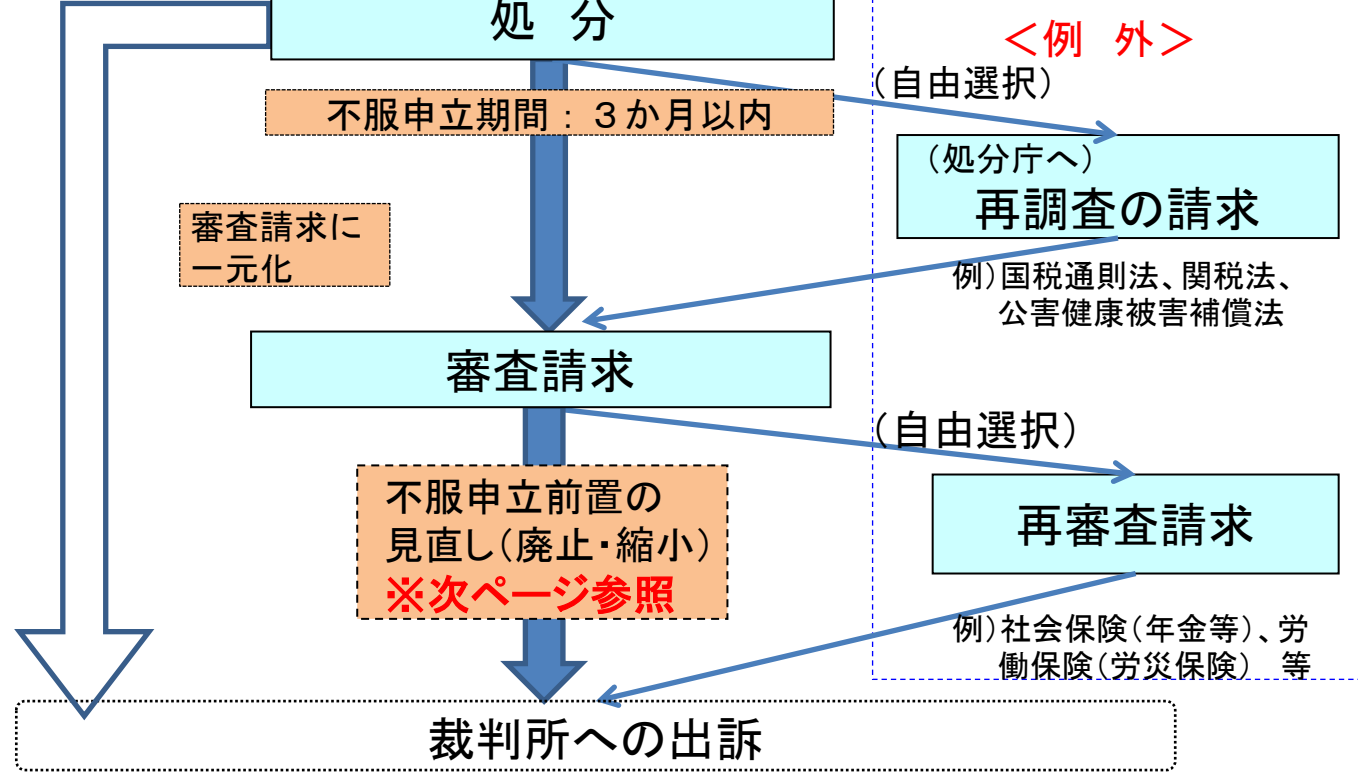 処　分
＜例　外＞
（自由選択）
不服申立期間：３か月以内
（処分庁へ）
再調査の請求
審査請求に
一元化
例）国税通則法、関税法、
公害健康被害補償法
審査請求
（自由選択）
不服申立前置の
見直し（廃止・縮小）
※次ページ参照
再審査請求
例）社会保険（年金等）、労
働保険（労災保険）　等
裁判所への出訴